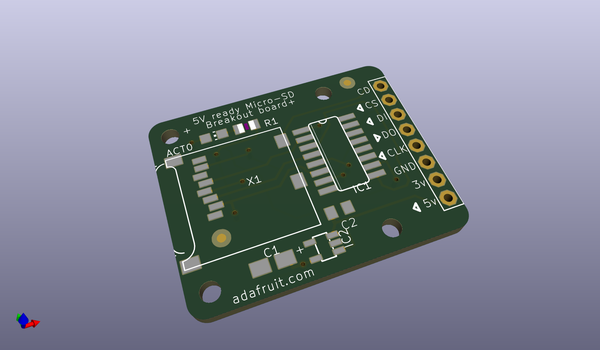 5V ready Micro-SD
Breakout board+
+
R1
ACT0
X1
IC1
CD
CS
DI
DO
CLK
GND
3v
5v
C1
+
C2
adafruit.com